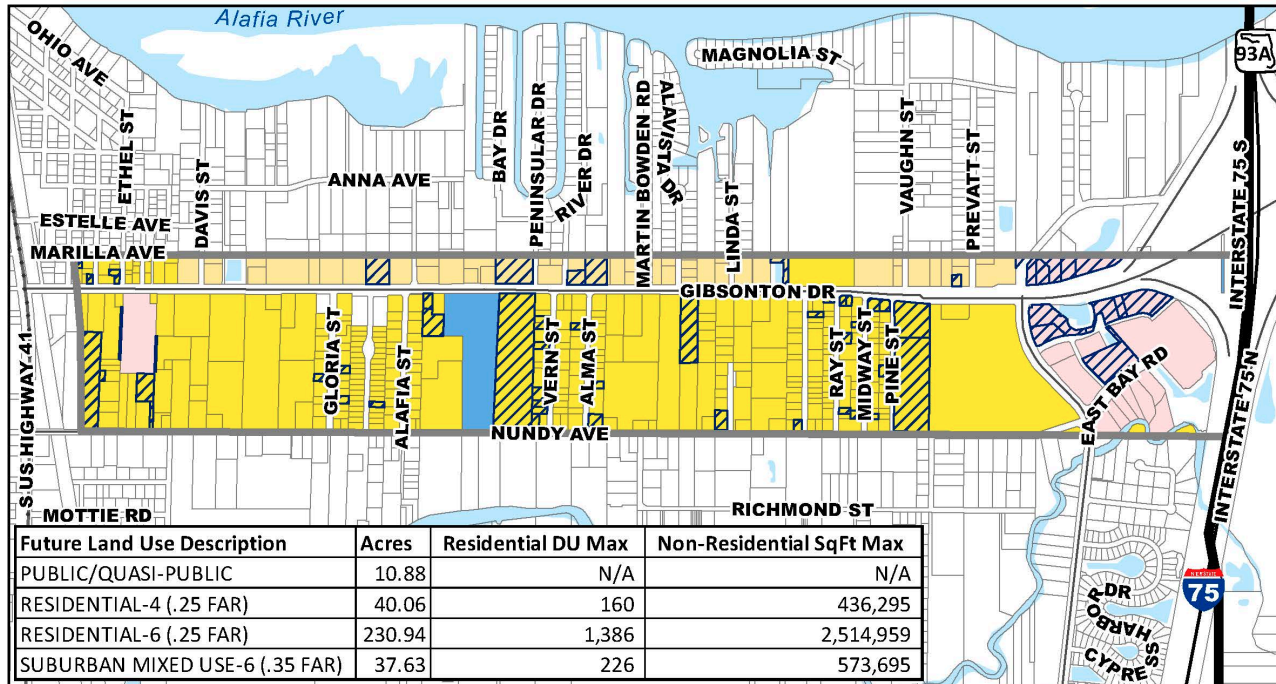 Alafia River
OHIO AVE
MAGNOLIA ST
93A
ETHEL ST
DAVIS ST
ANNA AVE
BAY DR
PENINSULAR DR
RIVER DR
MARTIN BOWDEN RD
ALAVISTA DR
LINDA ST
VAUGHN ST
PREVATT ST
INTERSTATE 75 S
ESTELLE AVE
MARILLA AVE
GIBSONTON DR
S US HIGHWAY 41
GLORIA ST
ALAFIA ST
VERN ST
ALMA ST
RAY ST
MIDWAY ST
PINE ST
EAST BAY RD
INTERSTATE 75 N
NUNDY AVE
MOTTIE RD
RICHMOND ST
Future Land Use Description Acres Residential DU Max Non-Residential SqFt Max
PUBLIC/QUASI-PUBLIC 10.88 N/A N/A
RESIDENTIAL-4 (.25 FAR) 40.06 160 436,295
RESIDENTIAL-6 (.25 FAR) 230.94 1,386 2,514,959
SUBURBAN MIXED USE-6 (.35 FAR) 37.63 226 573,695
75
HARBOR DR
CYPRESS